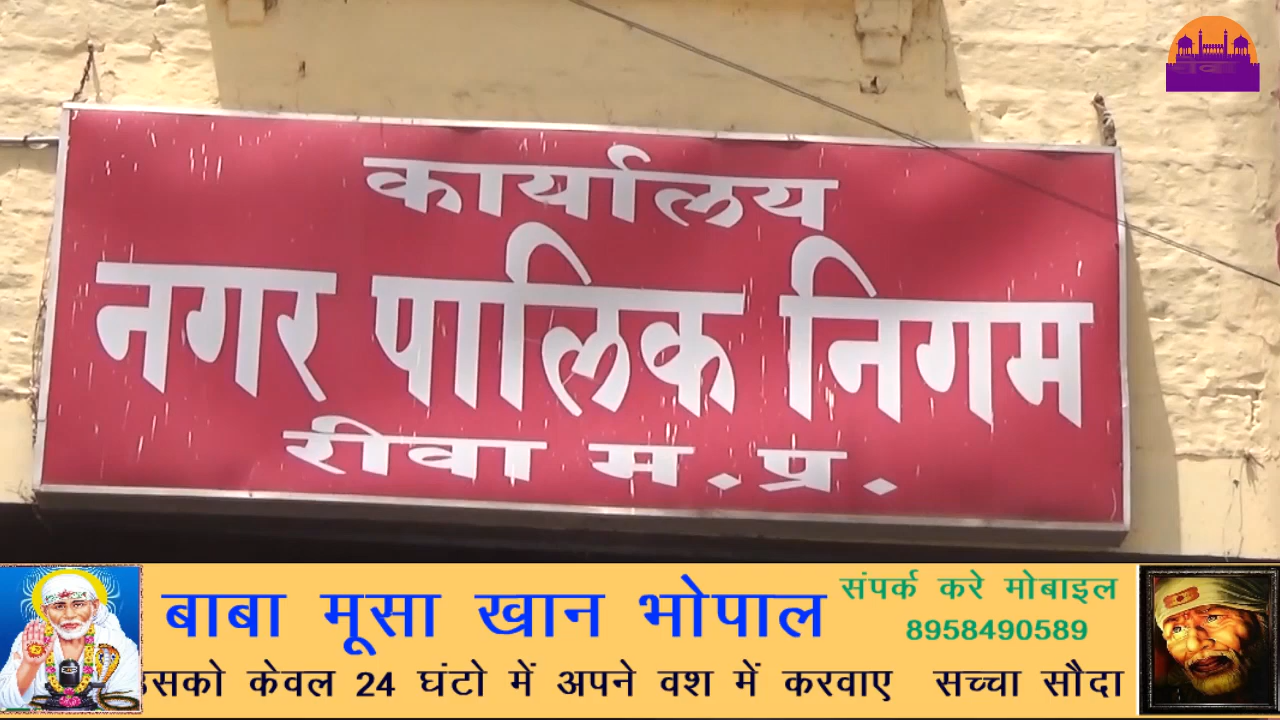 कार्यालय
नगर पालिक निगम
रीवा म.प्र.
रीवा
बाबा मूसा खान भोपाल
संपर्क करे मोबाइल
8958490589
केवल 24 घंटो में अपने वश में करवाए सच्चा सौदा